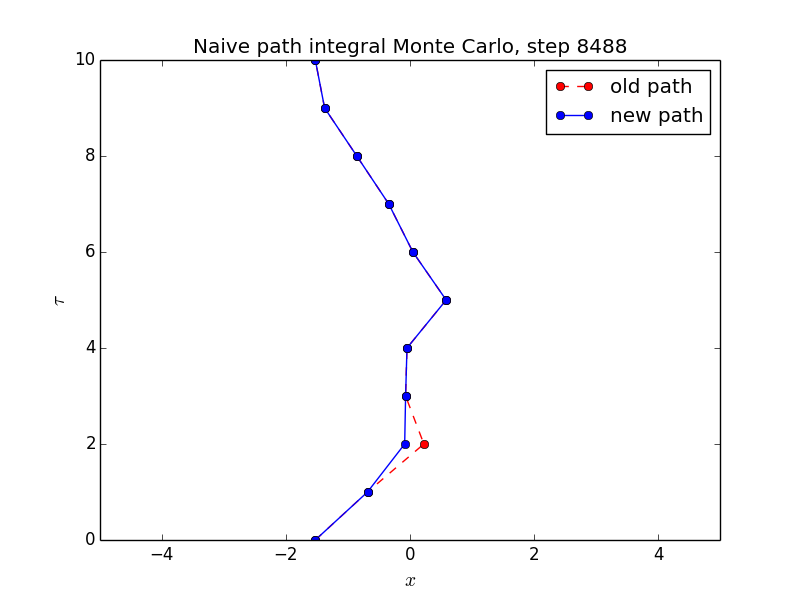 Naive path integral Monte Carlo, step 8488
old path
new path
10
8
6
4
2
0
τ
−4 −2 0 2 4
x